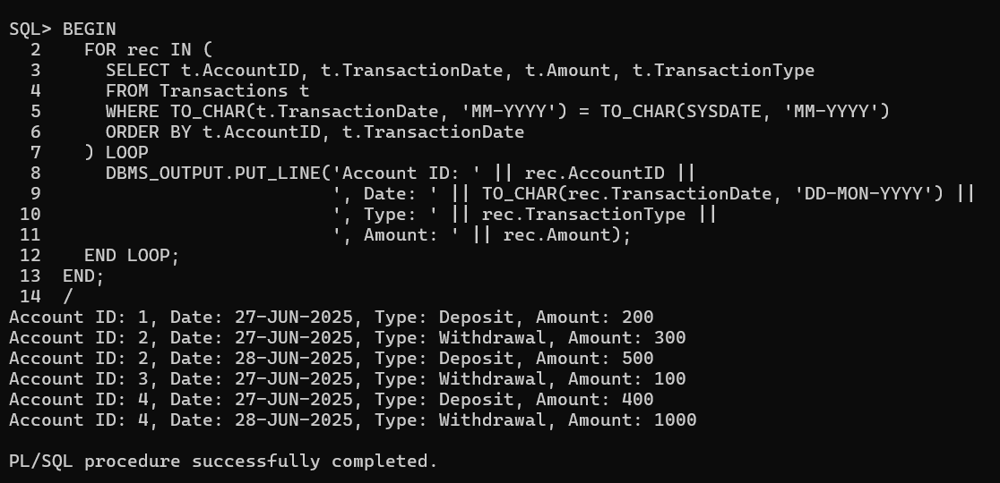 SQL> BEGIN
  2    FOR rec IN (
  3      SELECT t.AccountID, t.TransactionDate, t.Amount, t.TransactionType
  4      FROM Transactions t
  5      WHERE TO_CHAR(t.TransactionDate, 'MM-YYYY') = TO_CHAR(SYSDATE, 'MM-YYYY')
  6      ORDER BY t.AccountID, t.TransactionDate
  7    ) LOOP
  8      DBMS_OUTPUT.PUT_LINE('Account ID: ' || rec.AccountID ||
  9                           ', Date: ' || TO_CHAR(rec.TransactionDate, 'DD-MON-YYYY') ||
 10                           ', Type: ' || rec.TransactionType ||
 11                           ', Amount: ' || rec.Amount);
 12    END LOOP;
 13  END;
 14  /
Account ID: 1, Date: 27-JUN-2025, Type: Deposit, Amount: 200
Account ID: 2, Date: 27-JUN-2025, Type: Withdrawal, Amount: 300
Account ID: 2, Date: 28-JUN-2025, Type: Deposit, Amount: 500
Account ID: 3, Date: 27-JUN-2025, Type: Withdrawal, Amount: 100
Account ID: 4, Date: 27-JUN-2025, Type: Deposit, Amount: 400
Account ID: 4, Date: 28-JUN-2025, Type: Withdrawal, Amount: 1000

PL/SQL procedure successfully completed.